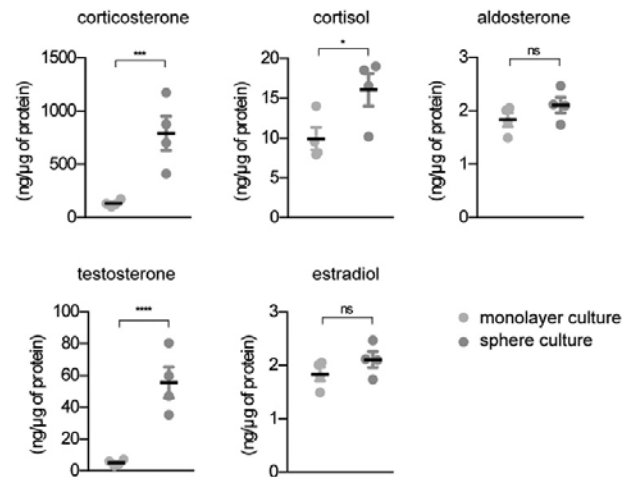 corticosterone
***
1500
1000
500
0
(ng/µg of protein)
cortisol
*
20
15
10
5
0
(ng/µg of protein)
aldosterone
ns
3
2
1
0
(ng/µg of protein)
testosterone
****
100
80
60
40
20
0
(ng/µg of protein)
estradiol
ns
3
2
1
0
(ng/µg of protein)
monolayer culture
sphere culture